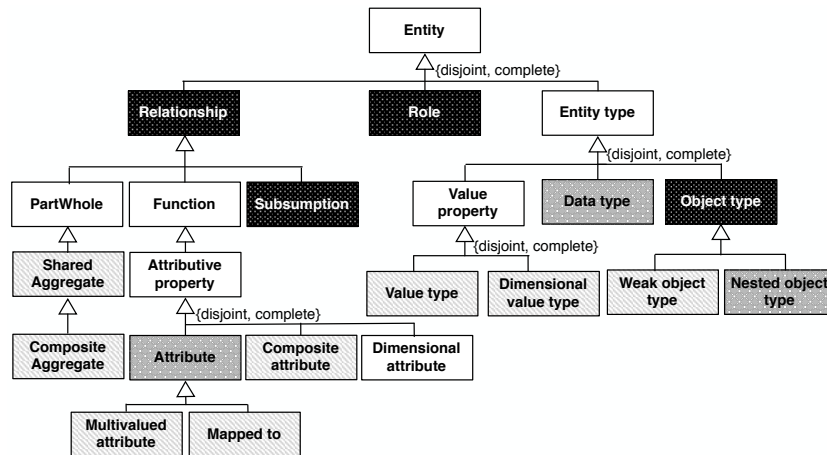 Entity
{disjoint, complete}
Relationship
Role
Entity type
{disjoint, complete}
PartWhole
Function
Subsumption
Value
property
Data type
Object type
{disjoint, complete}
Shared
Aggregate
Attributive
property
Value type
Dimensional
value type
Weak object
type
Nested object
type
{disjoint, complete}
Composite
Aggregate
Attribute
Composite
attribute
Dimensional
attribute
Multivalued
attribute
Mapped to